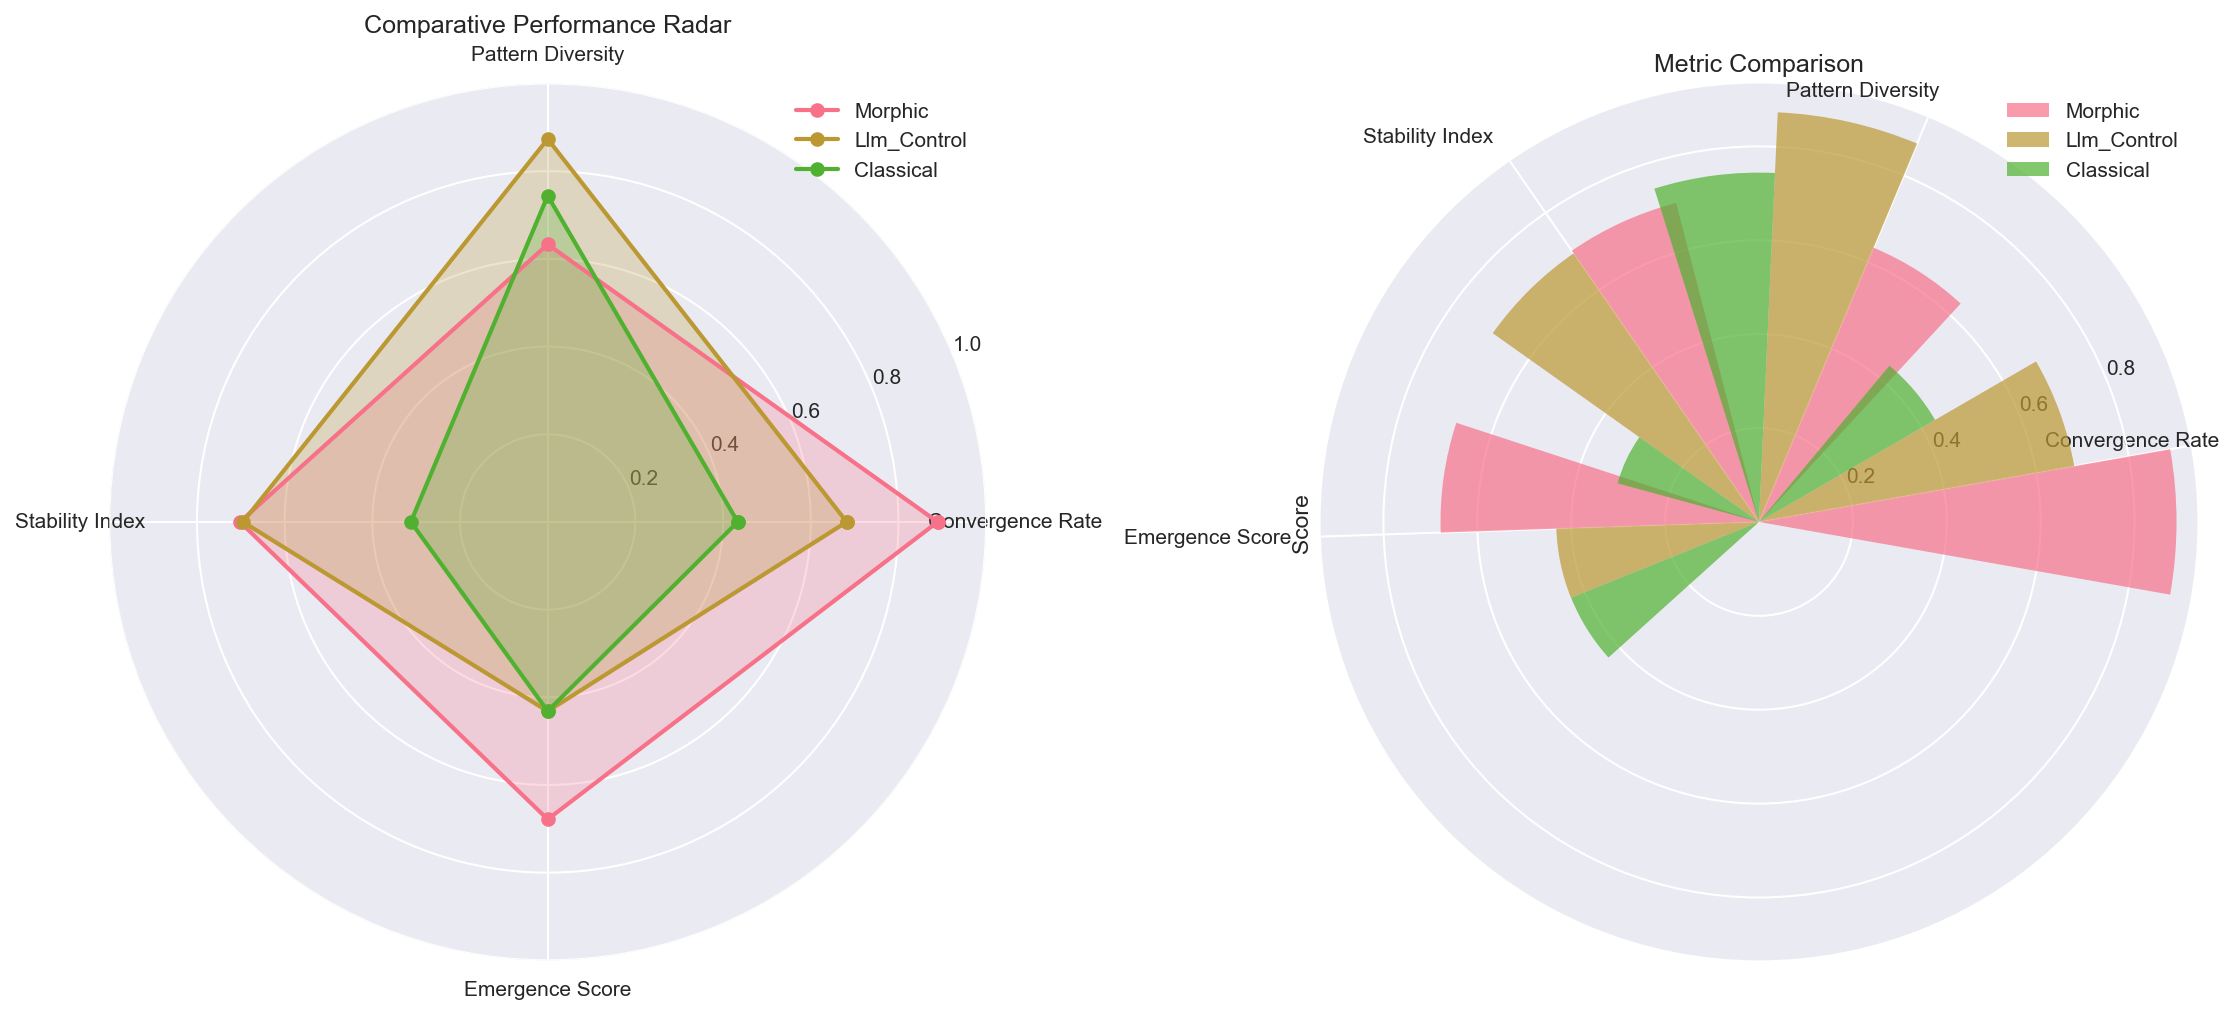 Comparative Performance Radar
Pattern Diversity
Morphic
Llm_Control
Classical
1.0
0.8
0.6
0.4
0.2
Stability Index
Convergence Rate
Emergence Score
Metric Comparison
Pattern Diversity
Stability Index
Morphic
Llm_Control
Classical
0.8
0.6
0.4
0.2
Convergence Rate
Emergence Score
Score